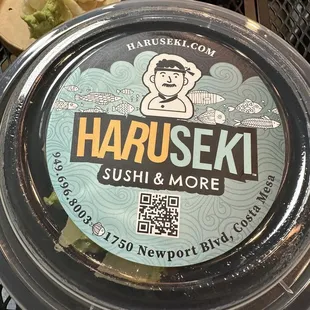 HARUSEKI.COM
HARUSEKI
SUSHI & MORE
949.696.8003 1750 Newport Blvd, Costa Mesa